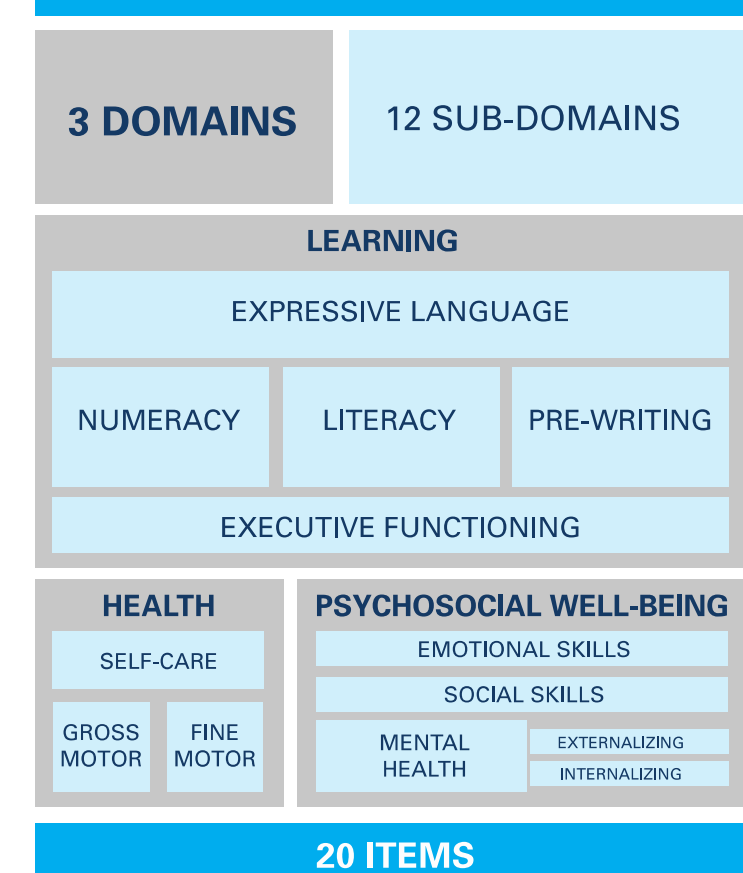 3 DOMAINS
12 SUB-DOMAINS
LEARNING
EXPRESSIVE LANGUAGE
NUMERACY
LITERACY
PRE-WRITING
EXECUTIVE FUNCTIONING
HEALTH
SELF-CARE
GROSS
MOTOR
FINE
MOTOR
PSYCHOSOCIAL WELL-BEING
EMOTIONAL SKILLS
SOCIAL SKILLS
MENTAL
HEALTH
EXTERNALIZING
INTERNALIZING
20 ITEMS